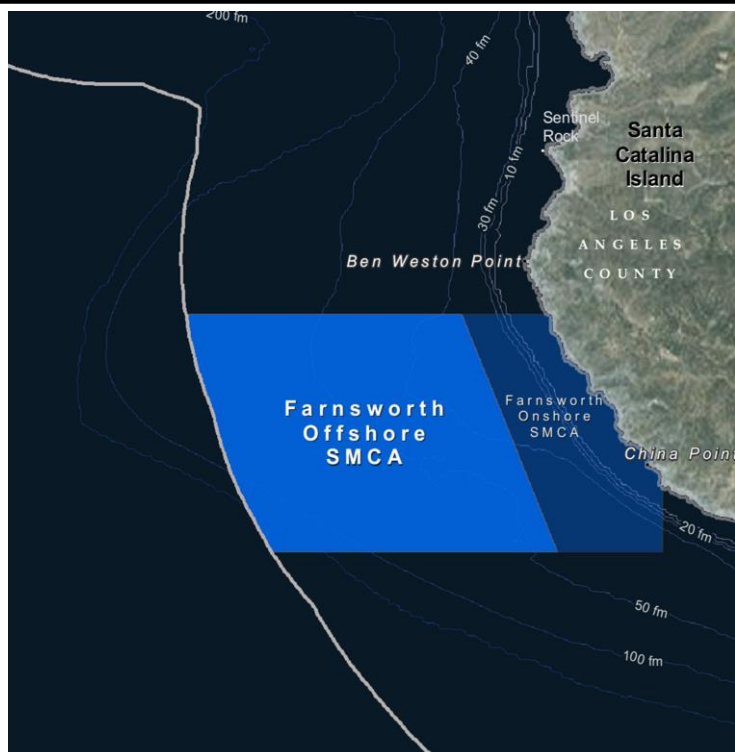 200 fm
40 fm
Sentinel
Rock
10 fm
Santa
Catalina
Island
LOS
ANGELES
COUNTY
30 fm
Ben Weston Point
Farnsworth
Offshore
SMCA
Farnsworth
Onshore
SMCA
China Point
20 fm
50 fm
100 fm